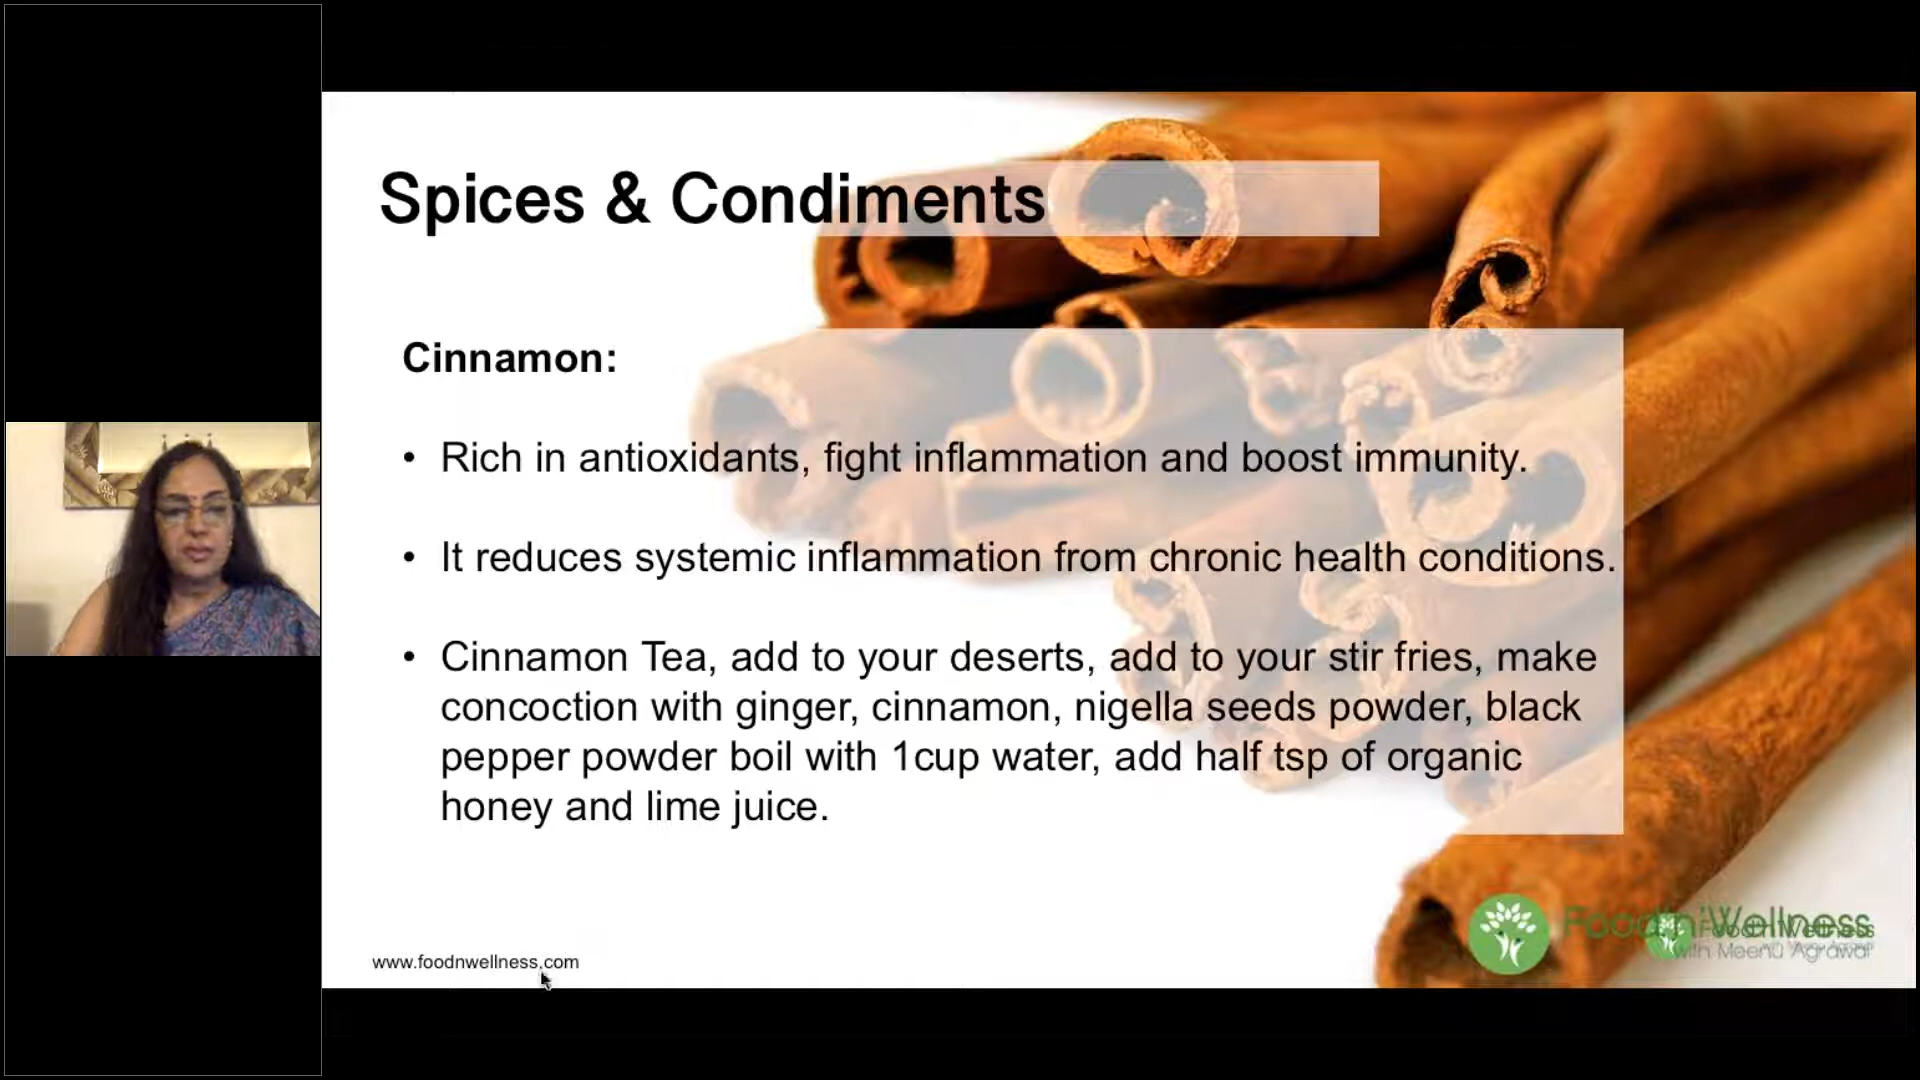 Spices & Condiments
Cinnamon:
• Rich in antioxidants, fight inflammation and boost immunity.
• It reduces systemic inflammation from chronic health conditions.
• Cinnamon Tea, add to your deserts, add to your stir fries, make
concoction with ginger, cinnamon, nigella seeds powder, black
pepper powder boil with 1cup water, add half tsp of organic
honey and lime juice.
www.foodnwellness.com
Food n' Wellness
Food n' Wellness
with Meenu Agrawal